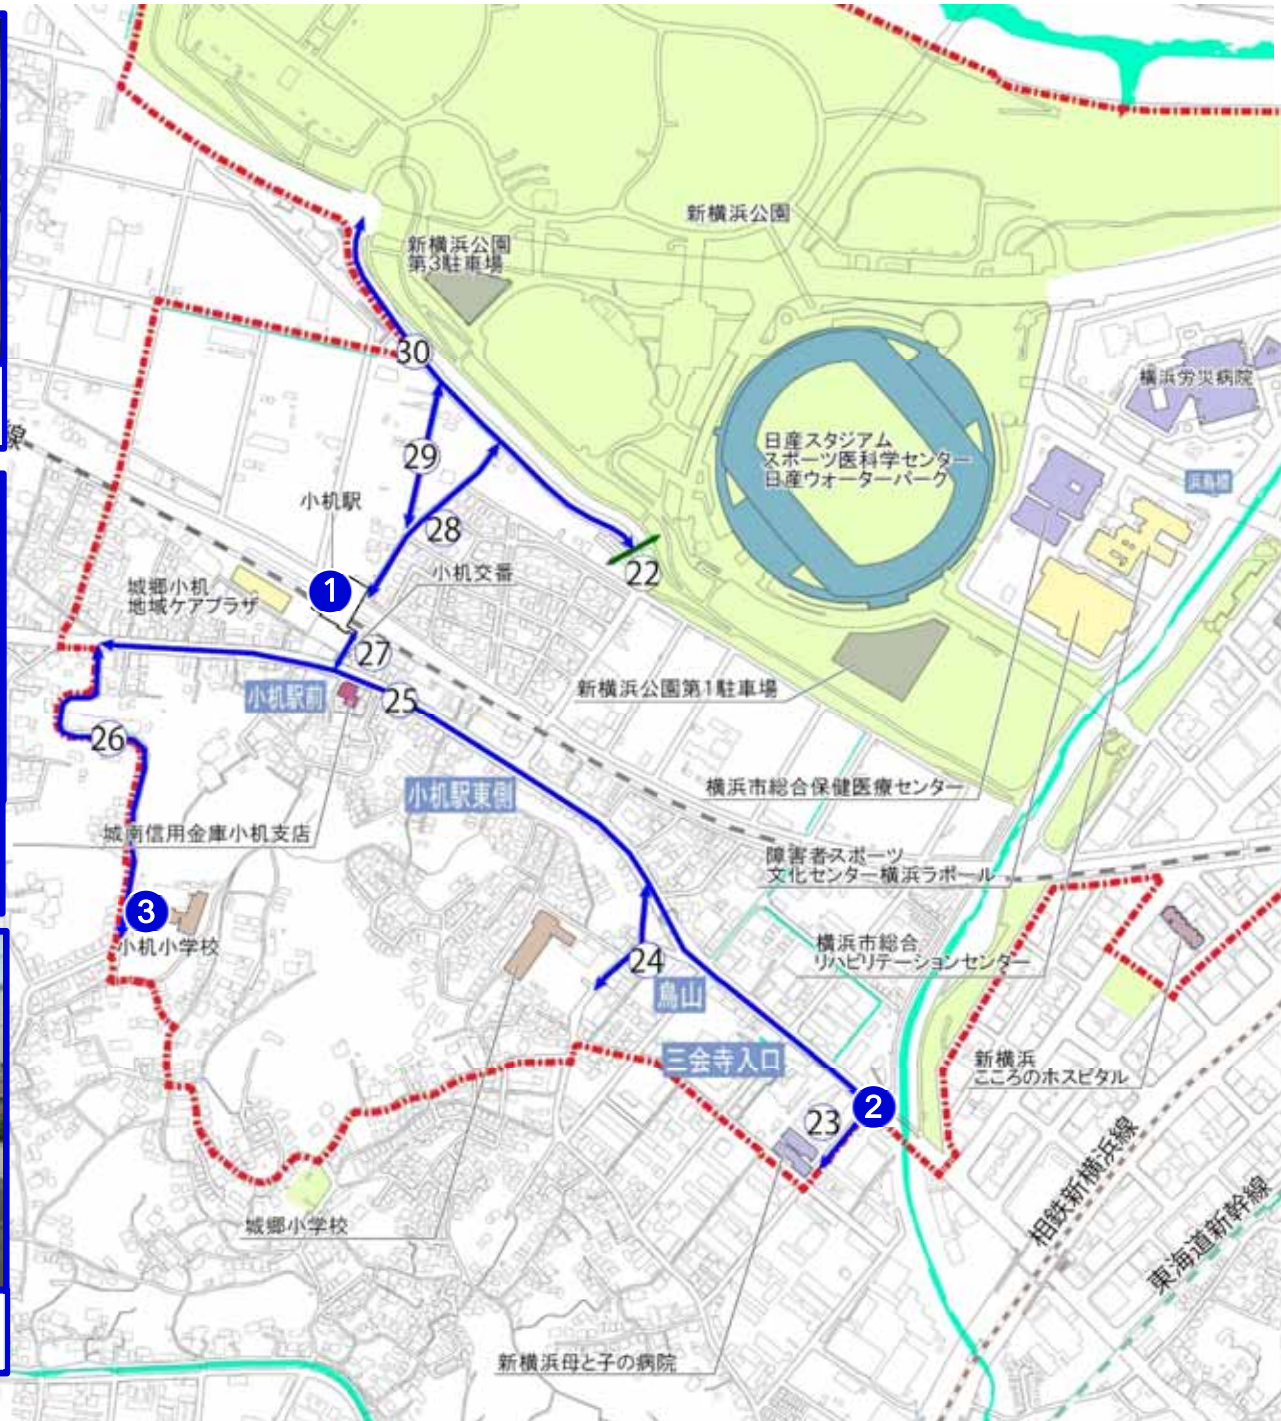 新横浜公園
新横浜公園
第3駐車場
30
横浜労災病院
日産スタジアム
スポーツ医科学センター
日産ウォーターパーク
線
29
浜鳥橋
小机駅
28
小机交番
22
城郷小机
地域ケアプラザ
1
27
小机駅前
25
新横浜公園第1駐車場
26
小机駅東側
横浜市総合保健医療センター
城南信用金庫小机支店
障害者スポーツ
文化センター横浜ラポール
3
小机小学校
横浜市総合
リハビリテーションセンター
24
鳥山
三会寺入口
新横浜
こころのホスピタル
2
23
相鉄新横浜線
東海道新幹線
城郷小学校
新横浜母と子の病院